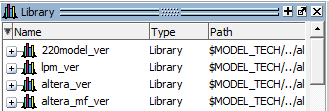 Library
Name Type Path
220model_ver Library $MODEL_TECH/../al
lpm_ver Library $MODEL_TECH/../al
altera_ver Library $MODEL_TECH/../al
altera_mf_ver Library $MODEL_TECH/../al